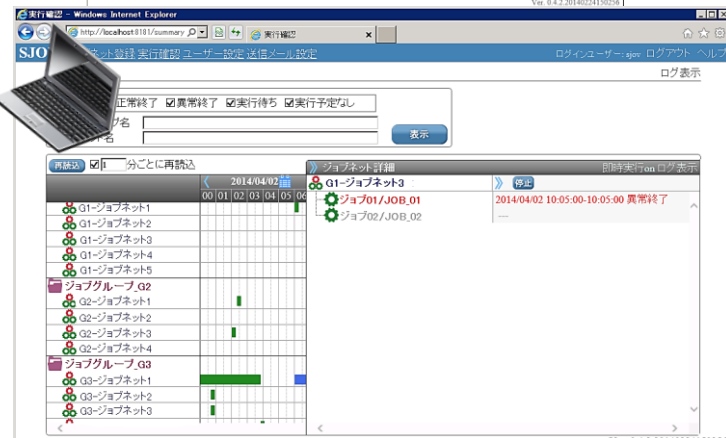 Ver. 0.4.2.20140224150256
実行確認 - Windows Internet Explorer
http://localhost:8181/summary
実行確認
SJO
ネット登録 実行確認 ユーザー設定 送信メール設定
ログインユーザー:sjov ログアウト ヘルプ
ログ表示
正常終了 異常終了 実行待ち 実行予定なし
名
名
表示
再読込 1 分ごとに再読込
2014/04/02
00 01 02 03 04 05 06
G1-ジョブネット1
G1-ジョブネット2
G1-ジョブネット3
G1-ジョブネット4
G1-ジョブネット5
ジョブグループ_G2
G2-ジョブネット1
G2-ジョブネット2
G2-ジョブネット3
G2-ジョブネット4
ジョブグループ_G3
G3-ジョブネット1
G3-ジョブネット2
G3-ジョブネット3
ジョブネット詳細
即時実行on ログ表示
G1-ジョブネット3
停止
ジョブ01/JOB_01
2014/04/02 10:05:00-10:05:00 異常終了
ジョブ02/JOB_02
---